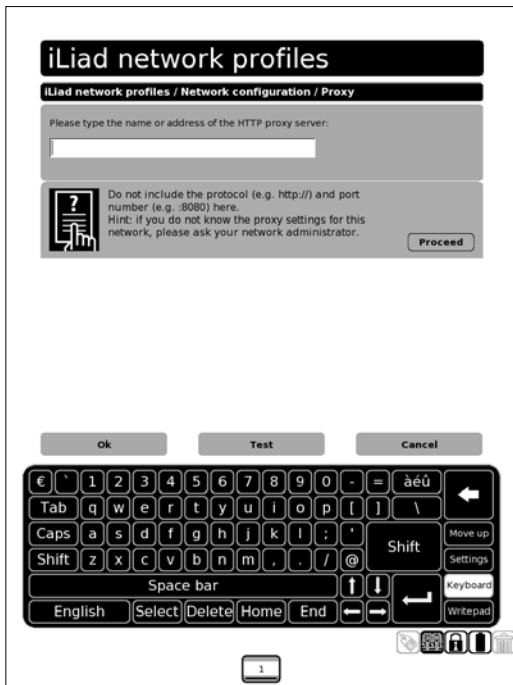 iLiad network profiles
iLiad network profiles / Network configuration / Proxy
Please type the name or address of the HTTP proxy server:
?
Do not include the protocol (e.g. http://) and port
number (e.g. :8080) here.
Hint: if you do not know the proxy settings for this
network, please ask your network administrator.
Proceed
Ok Test Cancel
€ ` 1 2 3 4 5 6 7 8 9 0 - = àéû
Tab q w e r t y u i o p [ ] \
Caps a s d f g h j k l ; ' Shift Move up
Shift z x c v b n m , . / @ Settings
Space bar Keyboard
English Select Delete Home End Writepad
1